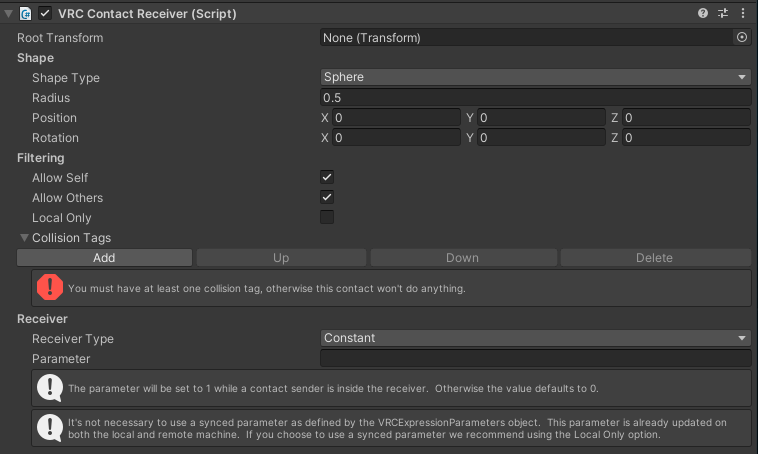 VRC Contact Receiver (Script)
Root Transform None (Transform)
Shape
Shape Type Sphere
Radius 0.5
Position X 0 Y 0 Z 0
Rotation X 0 Y 0 Z 0
Filtering
Allow Self
Allow Others
Local Only
Collision Tags
Add Up Down Delete
You must have at least one collision tag, otherwise this contact won't do anything.
Receiver
Receiver Type Constant
Parameter
The parameter will be set to 1 while a contact sender is inside the receiver.  Otherwise the value defaults to 0.
It's not necessary to use a synced parameter as defined by the VRCExpressionParameters object.  This parameter is already updated on
both the local and remote machine.  If you choose to use a synced parameter we recommend using the Local Only option.